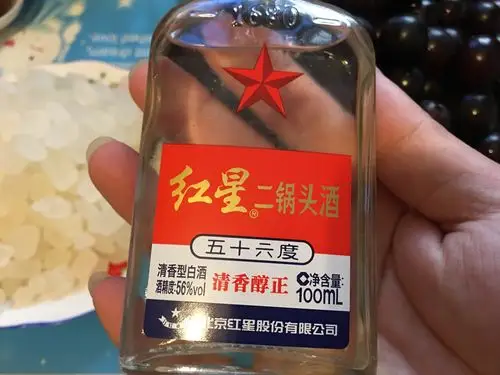 1680
红星®二锅头酒
五十六度
清香型白酒
酒精度:56%vol
清香醇正
净含量:
100mL
北京红星股份有限公司